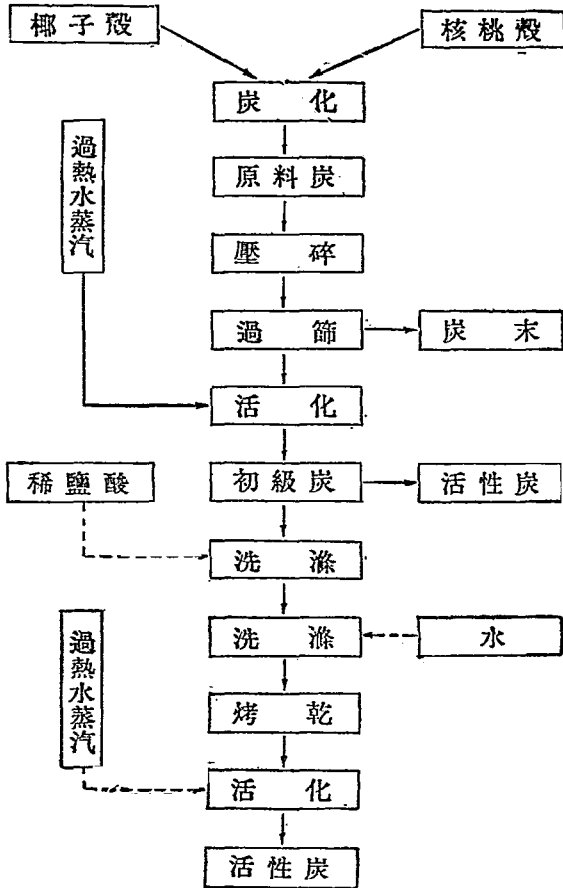 椰子殼
核桃殼
炭化
過熱水蒸汽
原料炭
壓碎
過篩
炭末
活化
稀鹽酸
初級炭
活性炭
洗滌
過熱水蒸汽
洗滌
水
烤乾
活化
活性炭